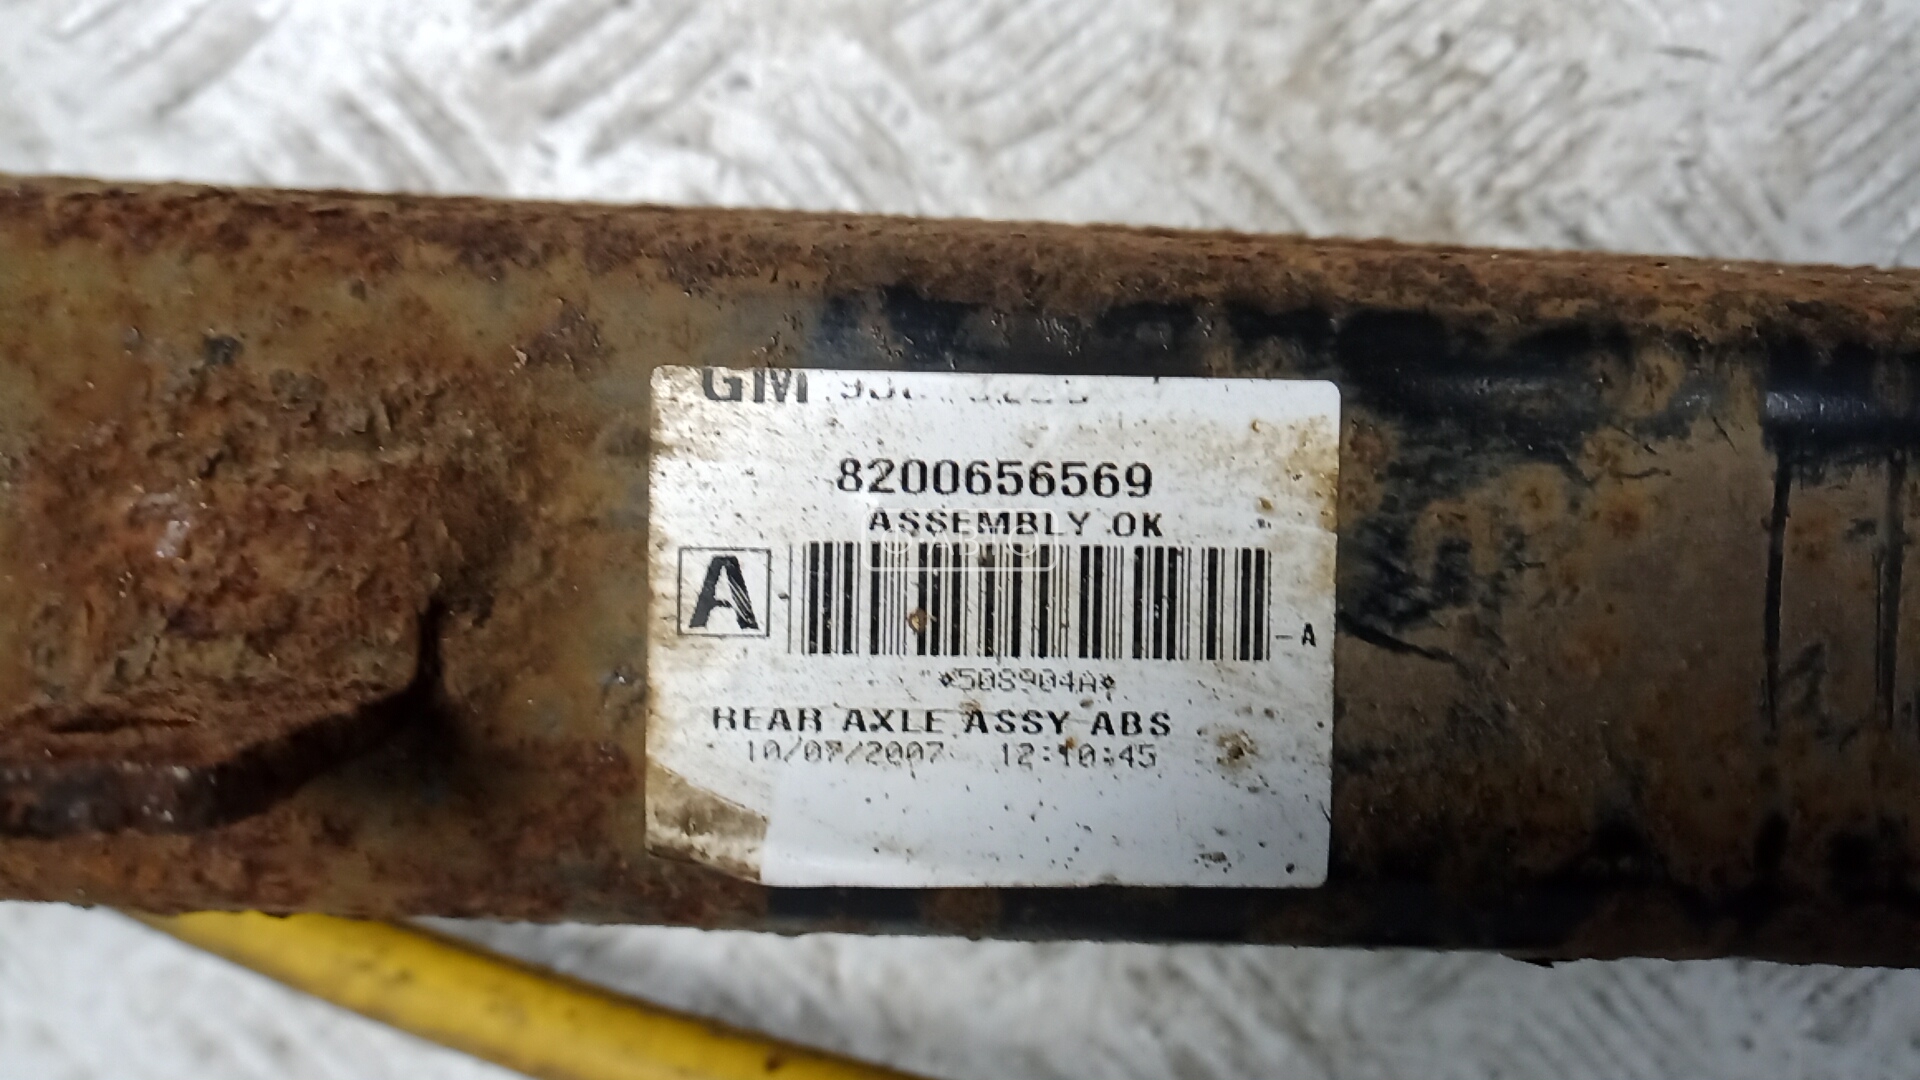 GM
8200656569
ASSEMBLY OK
A
- A
*508904A*
REAR AXLE ASSY ABS
10/07/2007 12:10:45